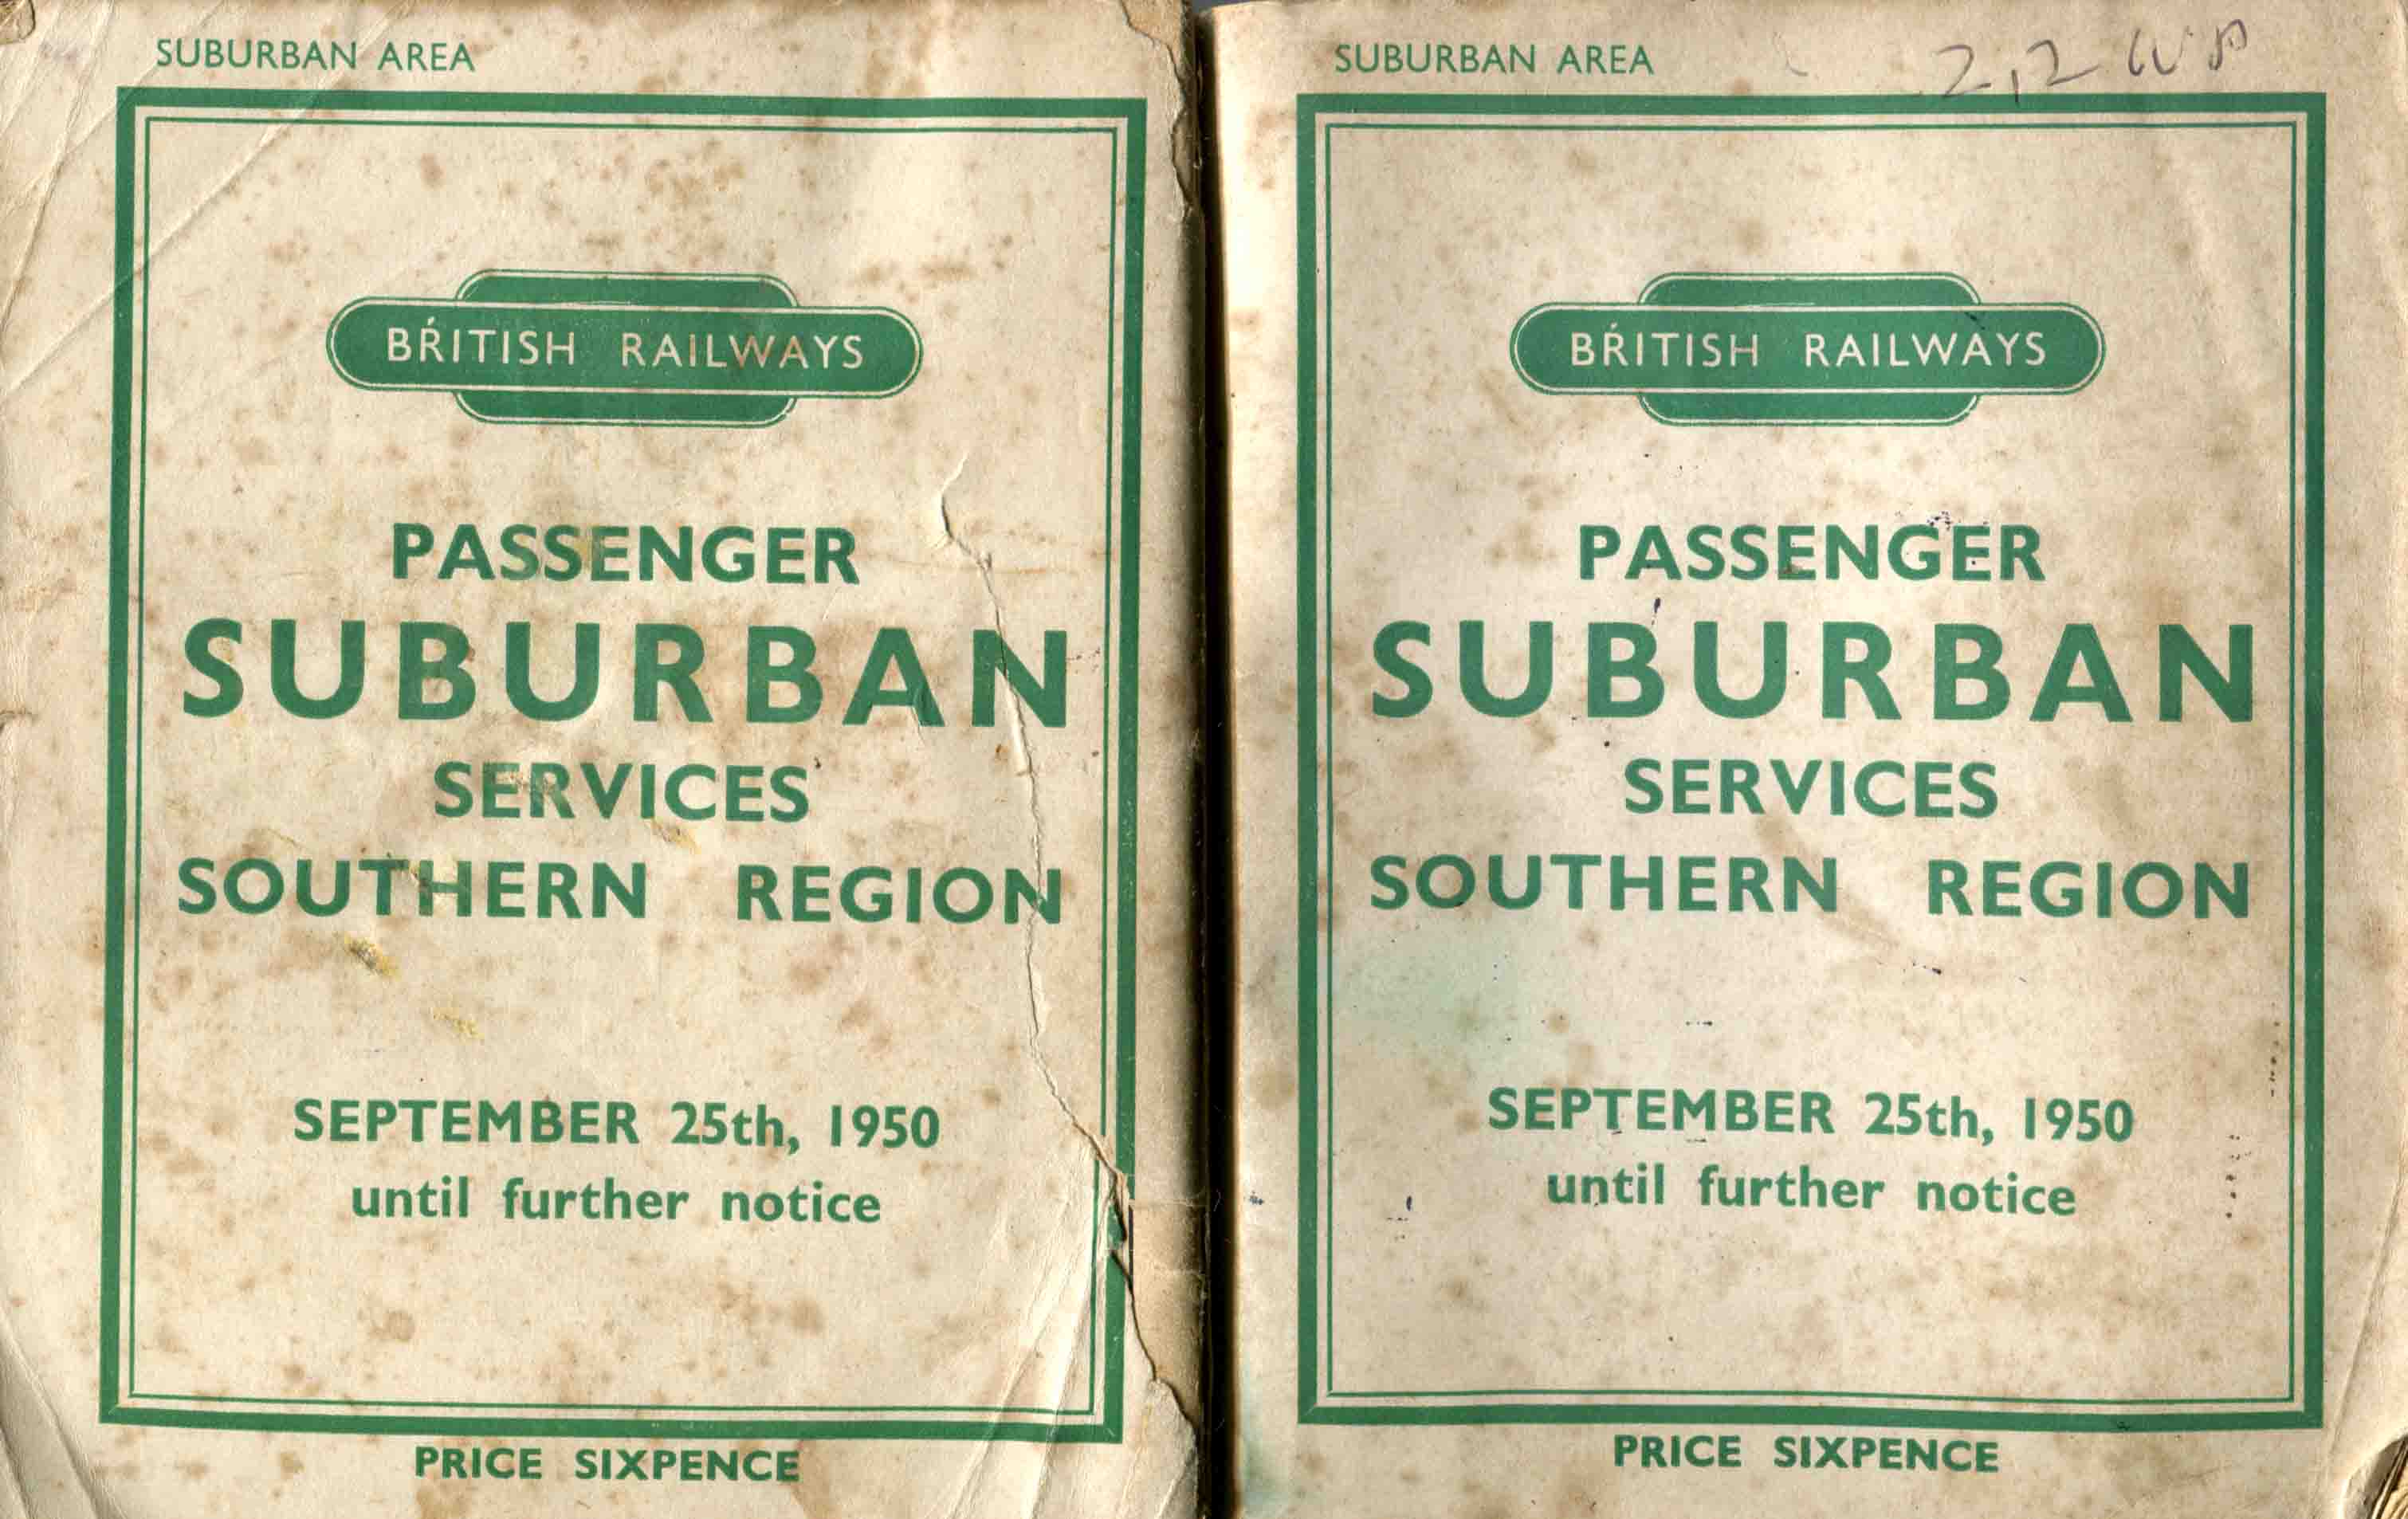 SUBURBAN AREA
BRITISH RAILWAYS
PASSENGER
SUBURBAN
SERVICES
SOUTHERN REGION
SEPTEMBER 25th, 1950
until further notice
PRICE SIXPENCE
SUBURBAN AREA
BRITISH RAILWAYS
PASSENGER
SUBURBAN
SERVICES
SOUTHERN REGION
SEPTEMBER 25th, 1950
until further notice
PRICE SIXPENCE